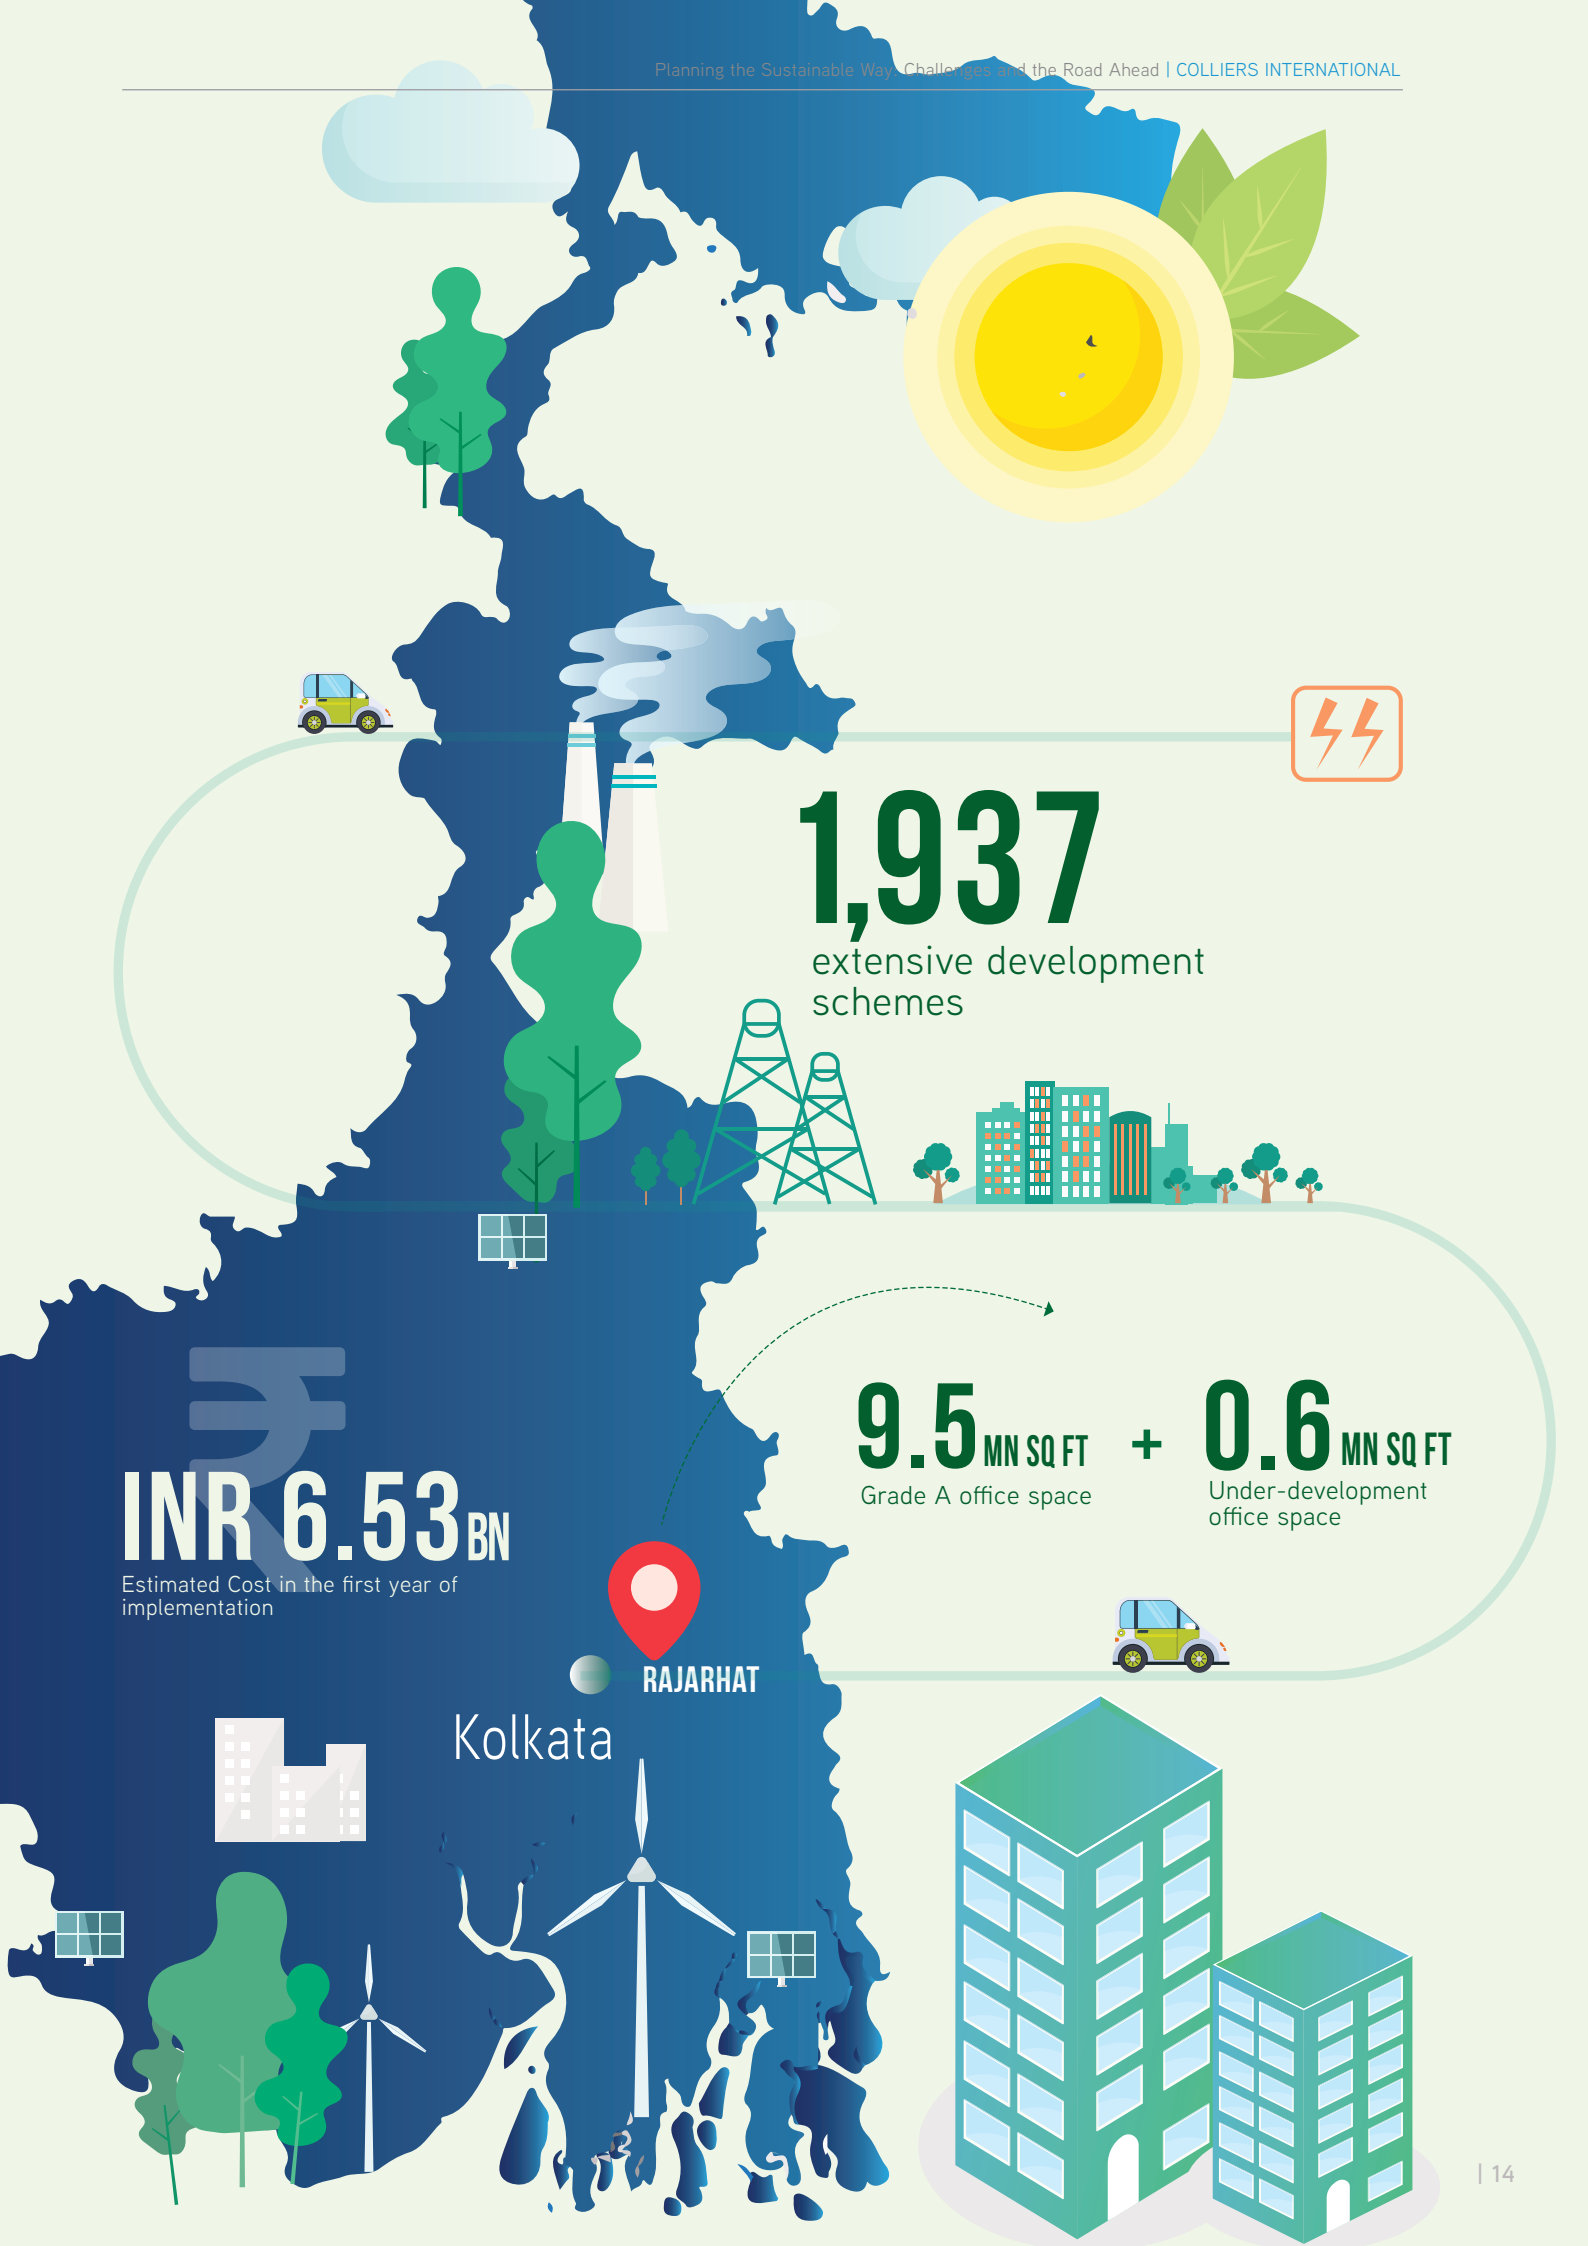 Planning the Sustainable Way: Challenges and the Road Ahead | COLLIERS INTERNATIONAL
1,937
extensive development
schemes
9.5 MN SQ FT + 0.6 MN SQ FT
Grade A office space
Under-development
office space
₹
INR 6.53 BN
Estimated Cost in the first year of
implementation
RAJARHAT
Kolkata
| 14